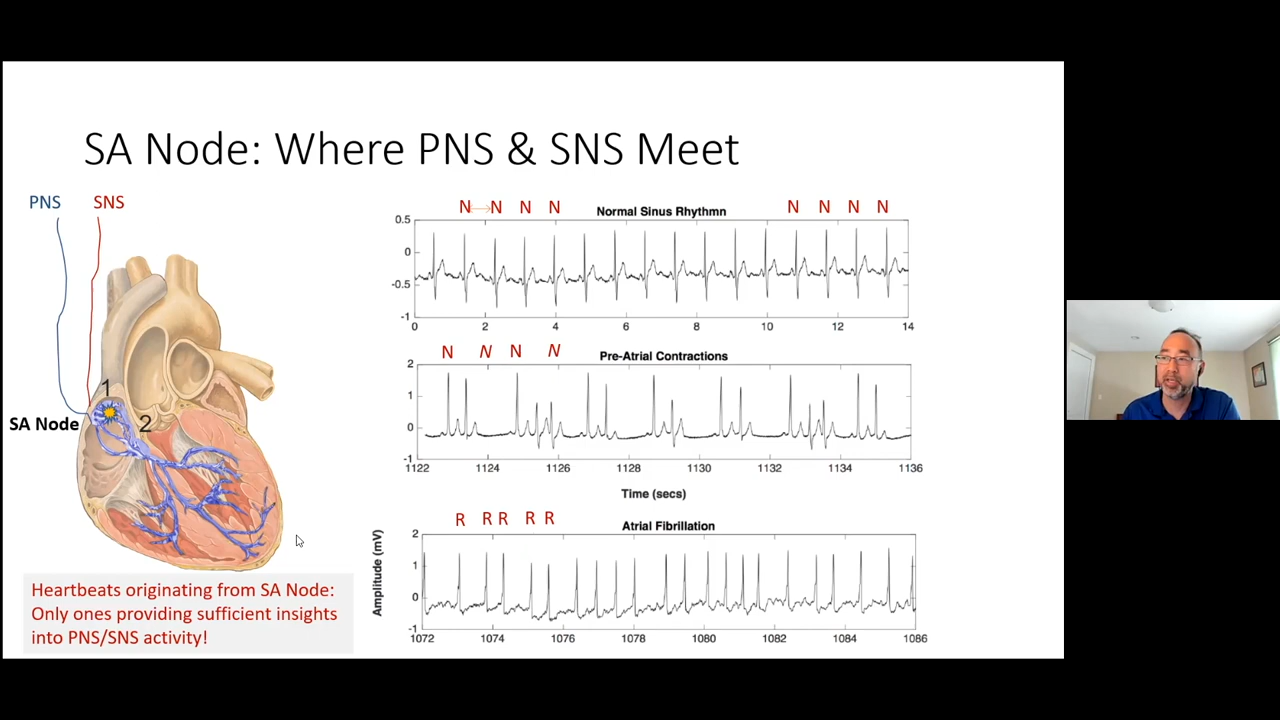 SA Node: Where PNS & SNS Meet
PNS SNS
1
SA Node
2
Heartbeats originating from SA Node:
Only ones providing sufficient insights
into PNS/SNS activity!
N N N N Normal Sinus Rhythmn N N N N
0.5
0
-0.5
-1
0 2 4 6 8 10 12 14
N N N N Pre-Atrial Contractions
2
1
0
-1
1122 1124 1126 1128 1130 1132 1134 1136
Time (secs)
R R R R R Atrial Fibrillation
Amplitude (mV)
2
1
0
-1
1072 1074 1076 1078 1080 1082 1084 1086